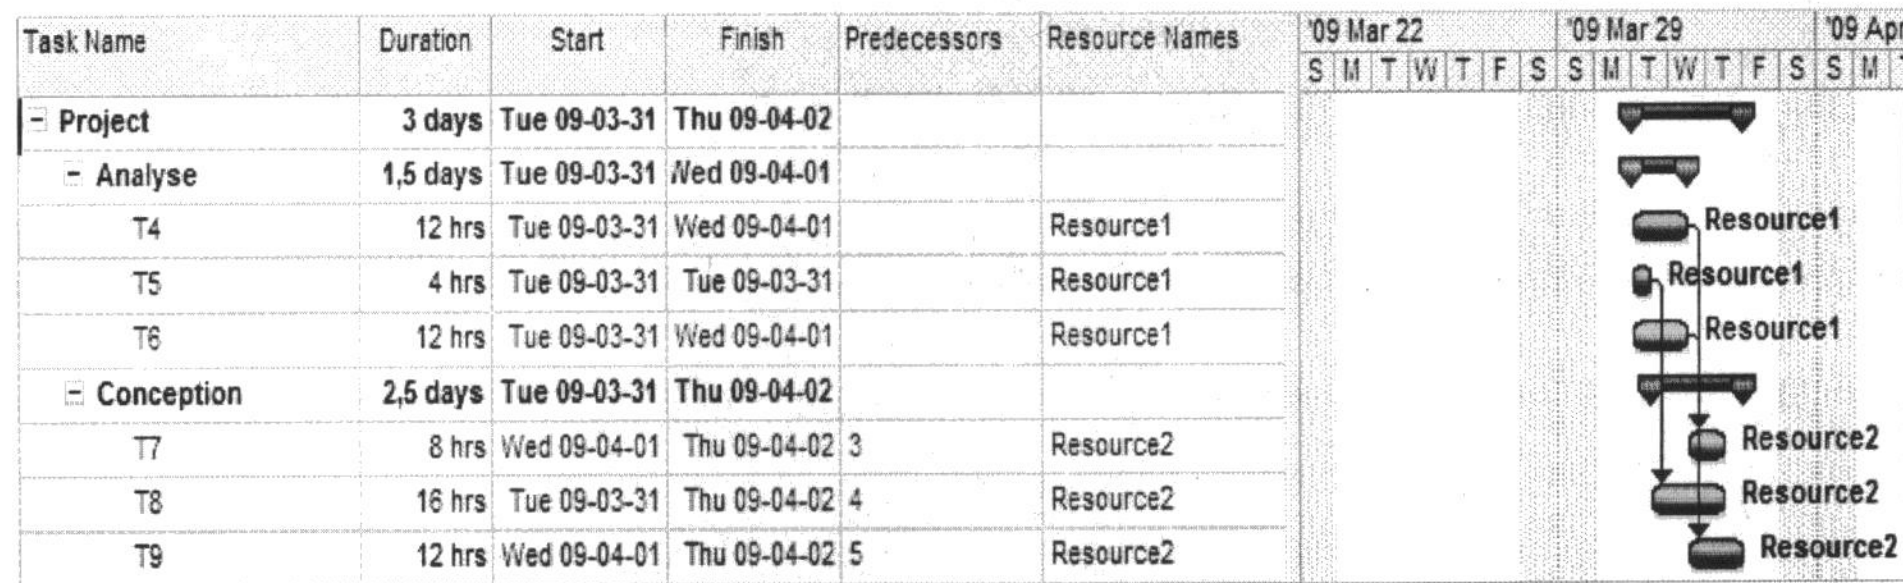 Task Name Duration Start Finish Predecessors Resource Names '09 Mar 22 '09 Mar 29 '09 Apr
S M T W T F S S M T W T F S S M
Project 3 days Tue 09-03-31 Thu 09-04-02
Analyse 1,5 days Tue 09-03-31 Wed 09-04-01
T4 12 hrs Tue 09-03-31 Wed 09-04-01 Resource1 Resource1
T5 4 hrs Tue 09-03-31 Tue 09-03-31 Resource1 Resource1
T6 12 hrs Tue 09-03-31 Wed 09-04-01 Resource1 Resource1
Conception 2,5 days Tue 09-03-31 Thu 09-04-02
T7 8 hrs Wed 09-04-01 Thu 09-04-02 3 Resource2 Resource2
T8 16 hrs Tue 09-03-31 Thu 09-04-02 4 Resource2 Resource2
T9 12 hrs Wed 09-04-01 Thu 09-04-02 5 Resource2 Resource2